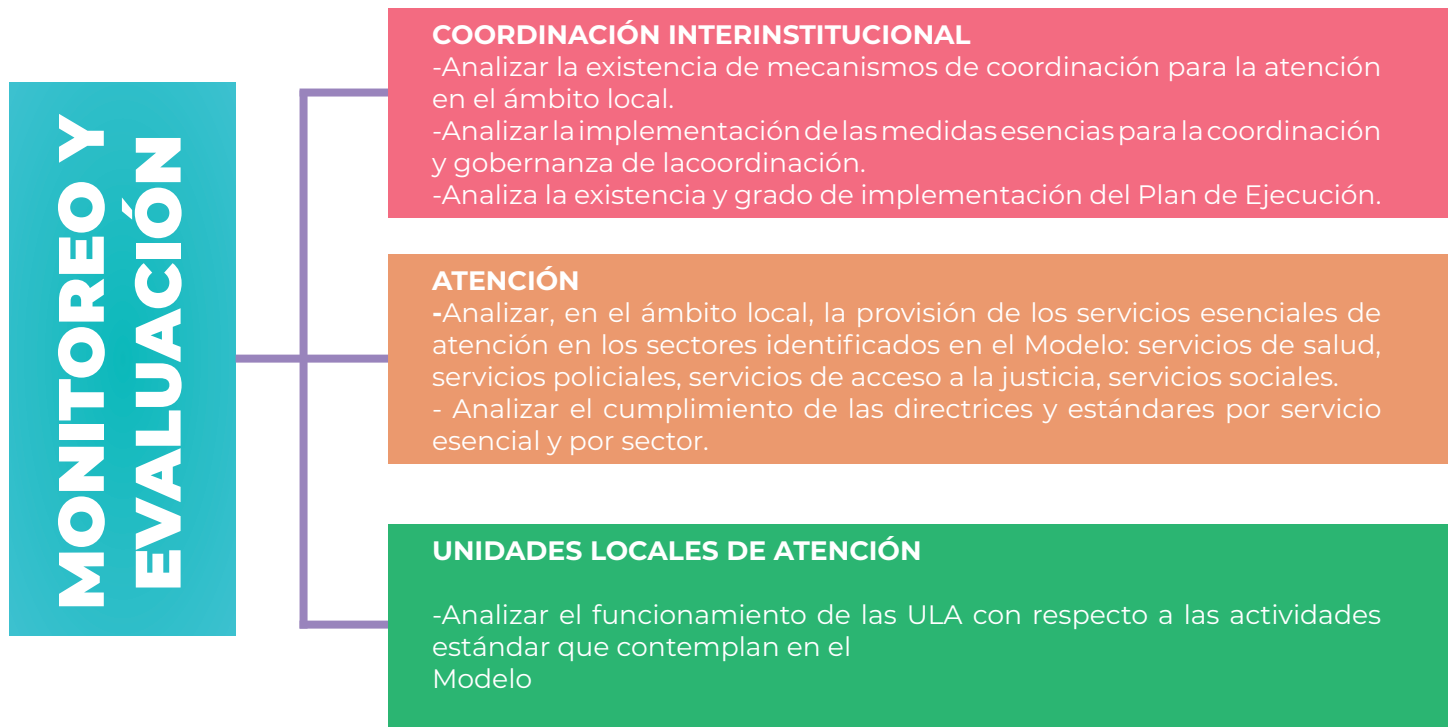 MONITOREO Y
EVALUACIÓN
COORDINACIÓN INTERINSTITUCIONAL
-Analizar la existencia de mecanismos de coordinación para la atención
en el ámbito local.
-Analizar la implementación de las medidas esencias para la coordinación
y gobernanza de lacoordinación.
-Analiza la existencia y grado de implementación del Plan de Ejecución.
ATENCIÓN
-Analizar, en el ámbito local, la provisión de los servicios esenciales de
atención en los sectores identificados en el Modelo: servicios de salud,
servicios policiales, servicios de acceso a la justicia, servicios sociales.
- Analizar el cumplimiento de las directrices y estándares por servicio
esencial y por sector.
UNIDADES LOCALES DE ATENCIÓN
-Analizar el funcionamiento de las ULA con respecto a las actividades
estándar que contemplan en el
Modelo